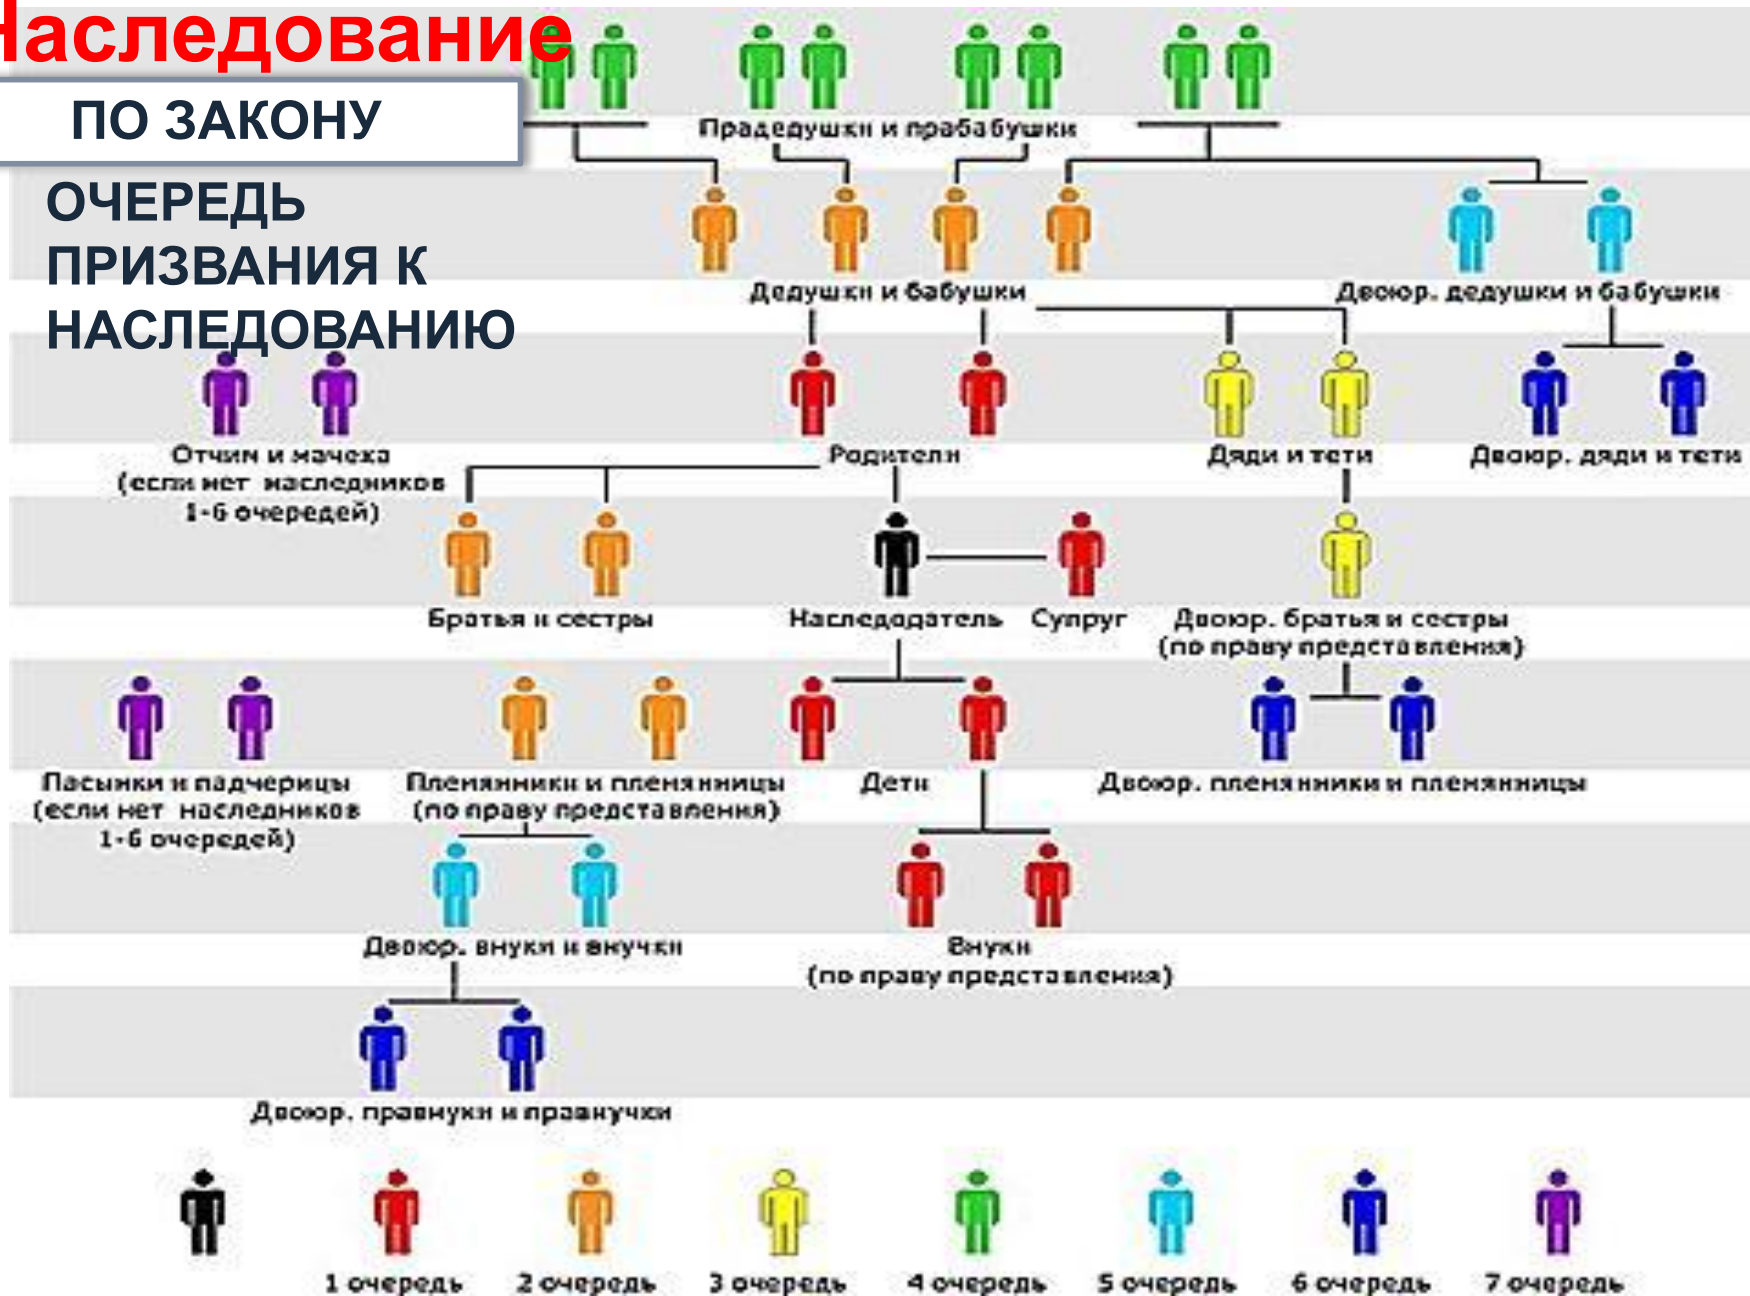 Наследование
ПО ЗАКОНУ
ОЧЕРЕДЬ
ПРИЗВАНИЯ К
НАСЛЕДОВАНИЮ
Прадедушки и прабабушки
Дедушки и бабушки
Двоюр. дедушки и бабушки
Отчим и мачеха
(если нет наследников
1-6 очередей)
Родители
Дяди и тети
Двоюр. дяди и тети
Братья и сестры
Наследодатель
Супруг
Двоюр. братья и сестры
(по праву представления)
Пасынки и падчерицы
(если нет наследников
1-6 очередей)
Племянники и племянницы
(по праву представления)
Дети
Двоюр. племянники и племянницы
Двоюр. внуки и внучки
Внуки
(по праву представления)
Двоюр. правнуки и правнучки
1 очередь
2 очередь
3 очередь
4 очередь
5 очередь
6 очередь
7 очередь